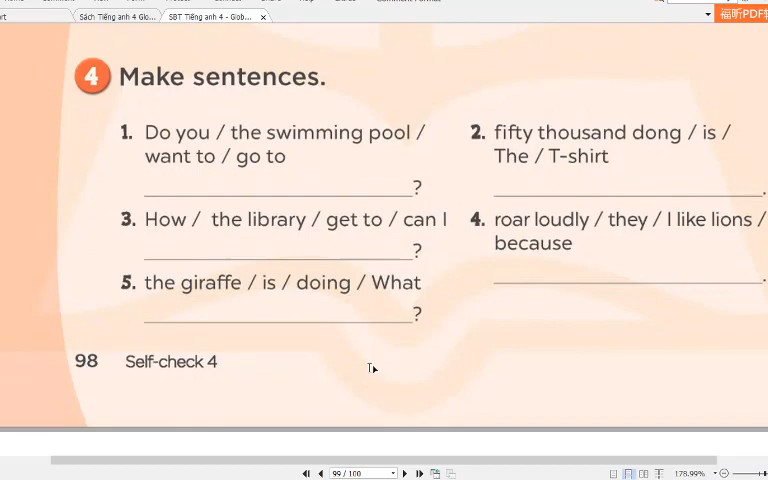 Sách Tiếng anh 4 Glo...
SBT Tiếng anh 4 - Glob...
福昕PDF
4 Make sentences.
1. Do you / the swimming pool /
want to / go to
?
2. fifty thousand dong / is /
The / T-shirt
.
3. How / the library / get to / can I
?
4. roar loudly / they / I like lions /
because
.
5. the giraffe / is / doing / What
?
98 Self-check 4
99 / 100
178.99%